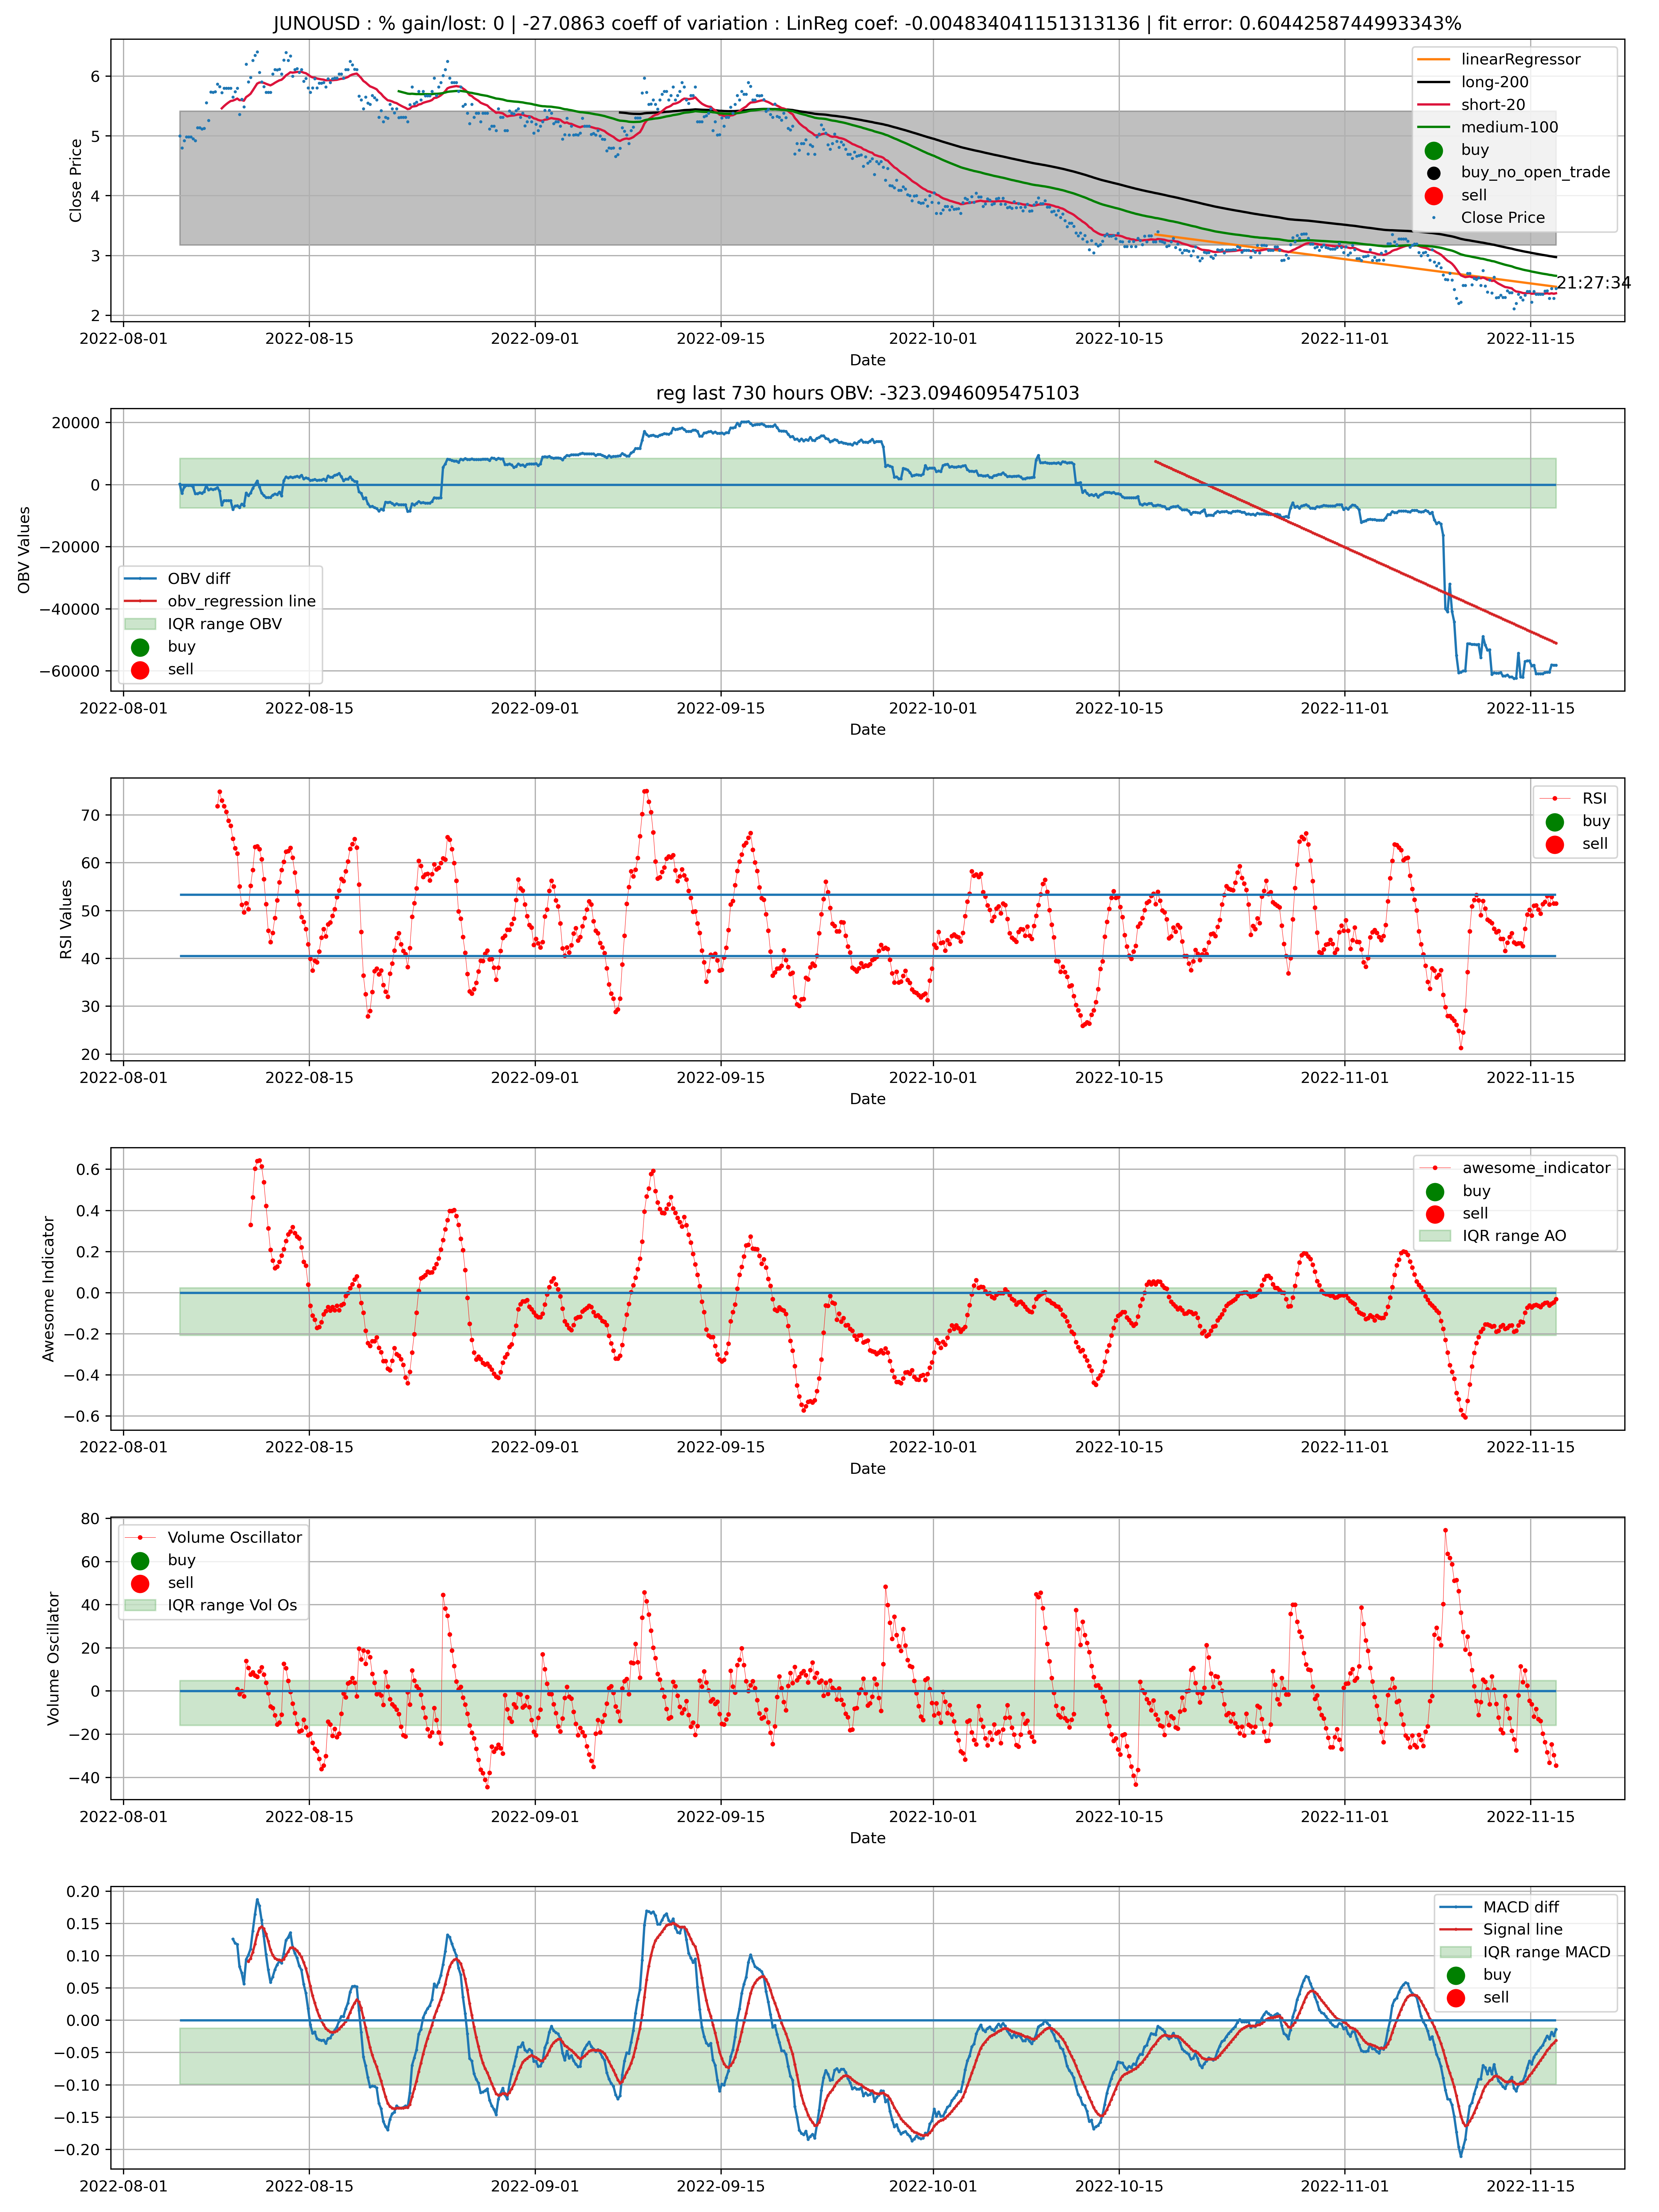 JUNOUSD : % gain/lost: 0 | -27.0863 coeff of variation : LinReg coef: -0.004834041151313136 | fit error: 0.6044258744993343%
linearRegressor
long-200
short-20
medium-100
buy
buy_no_open_trade
sell
Close Price
Close Price
6
5
4
3
2
21:27:34
2022-08-01 2022-08-15 2022-09-01 2022-09-15 2022-10-01 2022-10-15 2022-11-01 2022-11-15
Date
reg last 730 hours OBV: -323.0946095475103
OBV Values
20000
0
−20000
−40000
−60000
OBV diff
obv_regression line
IQR range OBV
buy
sell
2022-08-01 2022-08-15 2022-09-01 2022-09-15 2022-10-01 2022-10-15 2022-11-01 2022-11-15
Date
RSI Values
70
60
50
40
30
20
RSI
buy
sell
2022-08-01 2022-08-15 2022-09-01 2022-09-15 2022-10-01 2022-10-15 2022-11-01 2022-11-15
Date
Awesome Indicator
0.6
0.4
0.2
0.0
−0.2
−0.4
−0.6
awesome_indicator
buy
sell
IQR range AO
2022-08-01 2022-08-15 2022-09-01 2022-09-15 2022-10-01 2022-10-15 2022-11-01 2022-11-15
Date
Volume Oscillator
80
60
40
20
0
−20
−40
Volume Oscillator
buy
sell
IQR range Vol Os
2022-08-01 2022-08-15 2022-09-01 2022-09-15 2022-10-01 2022-10-15 2022-11-01 2022-11-15
Date
0.20
0.15
0.10
0.05
0.00
−0.05
−0.10
−0.15
−0.20
MACD diff
Signal line
IQR range MACD
buy
sell
2022-08-01 2022-08-15 2022-09-01 2022-09-15 2022-10-01 2022-10-15 2022-11-01 2022-11-15